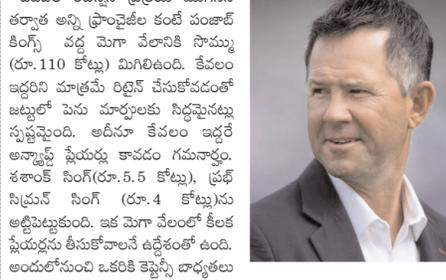 తర్వాత అన్ని ఫ్రాంచైజీల కంటే పంజాబ్
కింగ్స్ వద్ద మెగా వేలానికి సొమ్ము
(రూ.110 కోట్లు) మిగిలిఉంది. కేవలం
ఇద్దరిని మాత్రమే రిటైన్ చేసుకోవడంతో
జట్టులో పెను మార్పులకు సిద్ధమైనట్లు
స్పష్టమైంది. అదీనూ కేవలం ఇద్దరే
అన్క్యాప్డ్ ప్లేయర్లు కావడం గమనార్హం.
శశాంక్ సింగ్(రూ.5.5 కోట్లు), ప్రభ్
సిమ్రన్ సింగ్ (రూ.4 కోట్లు)ను
అట్టిపెట్టుకుంది. ఇక మెగా వేలంలో కీలక
ప్లేయర్లను తీసుకోవాలనే ఉద్దేశంతో ఉంది.
అందులోనుంచి ఒకరికి కెప్టెన్సీ బాధ్యతలు